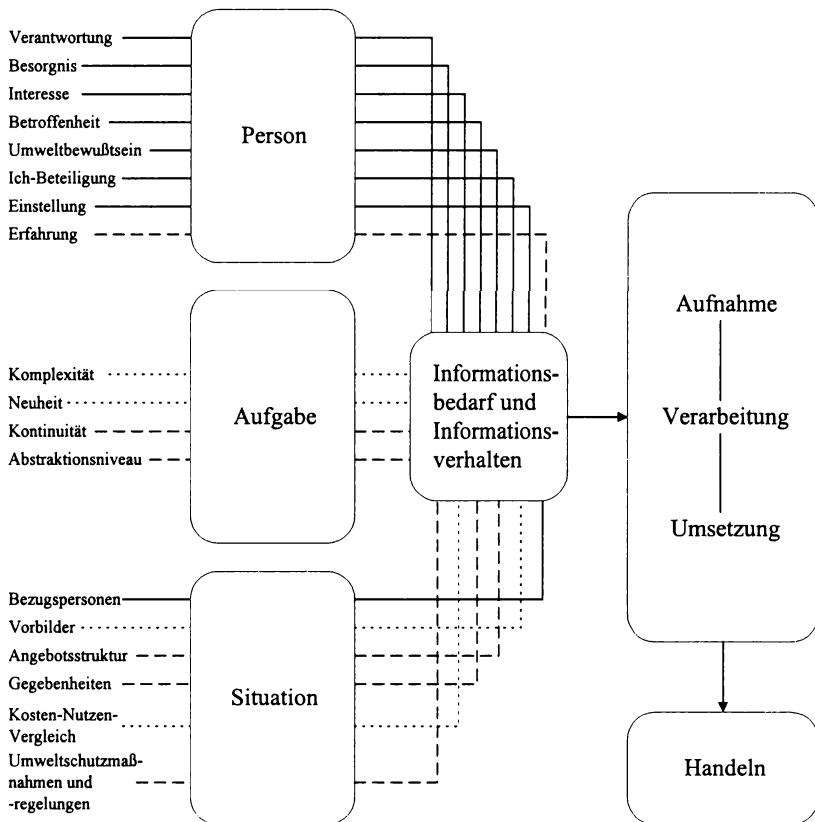 Verantwortung
Besorgnis
Interesse
Betroffenheit
Umweltbewußtsein
Ich-Beteiligung
Einstellung
Erfahrung
Person
Komplexität
Neuheit
Kontinuität
Abstraktionsniveau
Aufgabe
Bezugspersonen
Vorbilder
Angebotsstruktur
Gegebenheiten
Kosten-Nutzen-
Vergleich
Umweltschutzmaß-
nahmen und
-regelungen
Situation
Informations-
bedarf und
Informations-
verhalten
Aufnahme
Verarbeitung
Umsetzung
Handeln